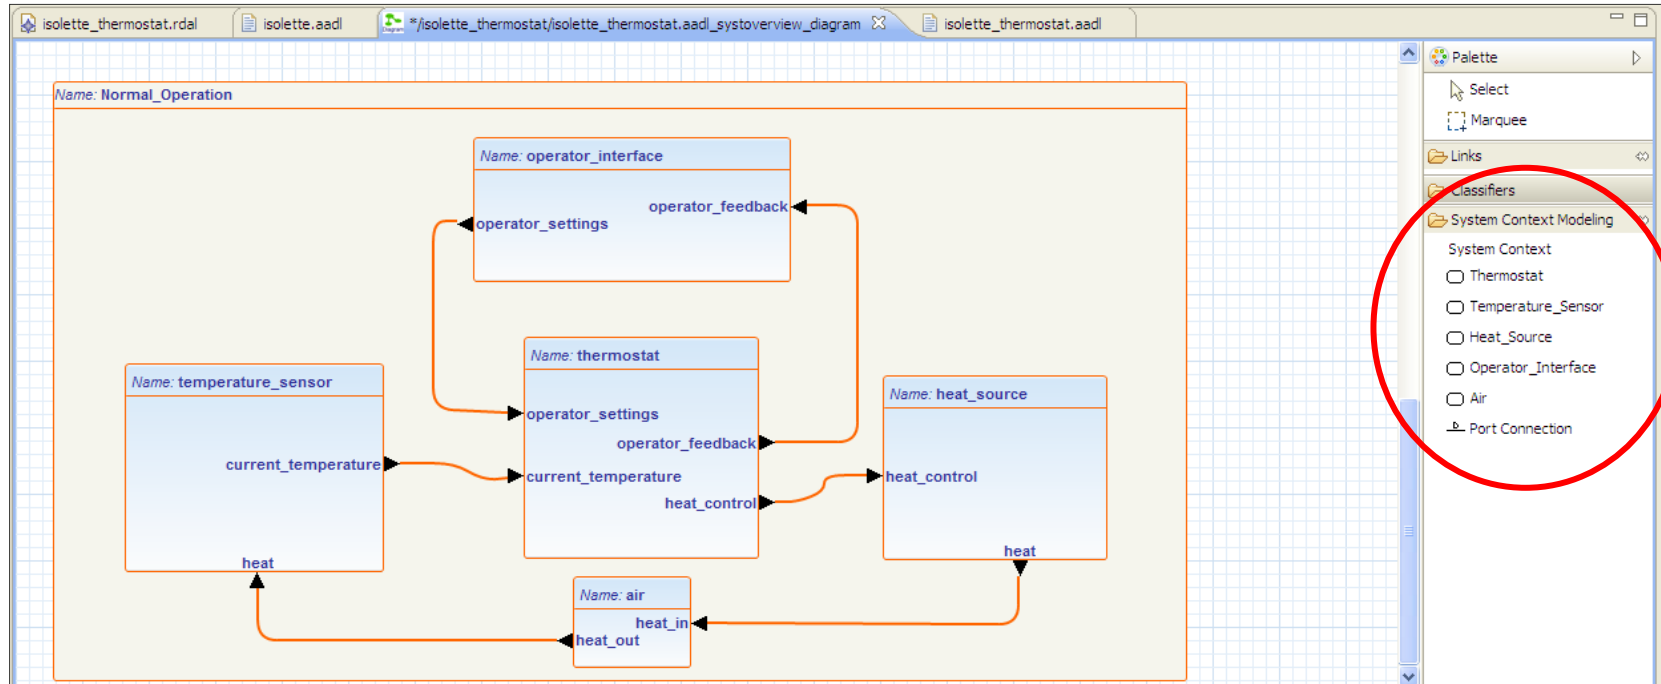 isolette_thermostat.rdal
isolette.aadl
*/isolette_thermostat/isolette_thermostat.aadl_systoverview_diagram
isolette_thermostat.aadl
Name: Normal_Operation
Name: operator_interface
operator_feedback
operator_settings
Name: thermostat
operator_settings
operator_feedback
current_temperature
heat_control
Name: temperature_sensor
current_temperature
heat
Name: heat_source
heat_control
heat
Name: air
heat_in
heat_out
Palette
Select
Marquee
Links
Classifiers
System Context Modeling
System Context
Thermostat
Temperature_Sensor
Heat_Source
Operator_Interface
Air
Port Connection